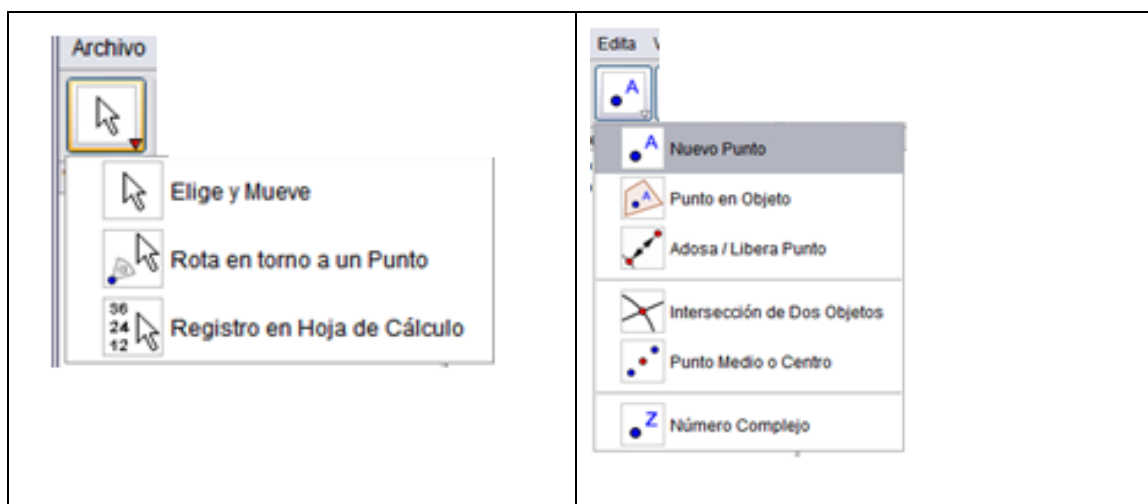 Archivo
Elige y Mueve
Rota en torno a un Punto
36
24
12
Registro en Hoja de Cálculo
Edita
A
A
Nuevo Punto
A
Punto en Objeto
Adosa / Libera Punto
Intersección de Dos Objetos
Punto Medio o Centro
Z
Número Complejo